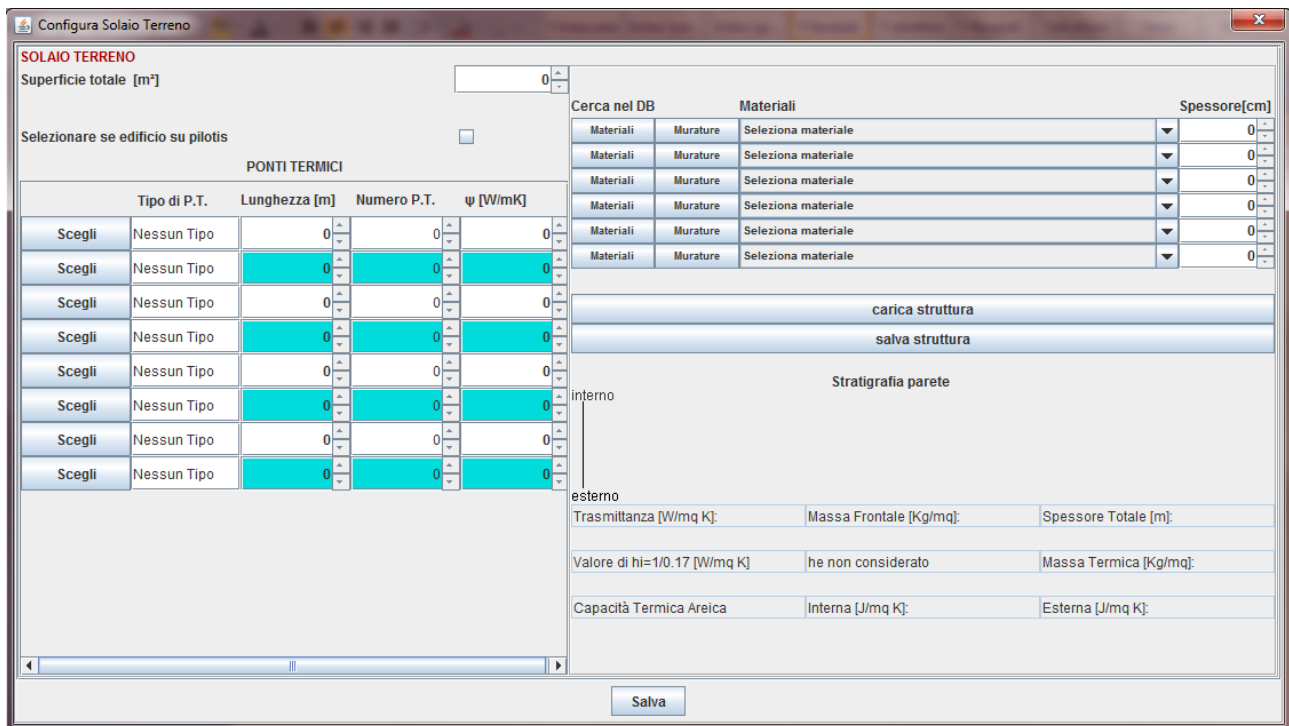 Configura Solaio Terreno
SOLAIO TERRENO
Superficie totale [m²] 0
Selezionare se edificio su pilotis
PONTI TERMICI
Tipo di P.T. Lunghezza [m] Numero P.T. ψ [W/mK]
Scegli Nessun Tipo 0 0 0
Scegli Nessun Tipo 0 0 0
Scegli Nessun Tipo 0 0 0
Scegli Nessun Tipo 0 0 0
Scegli Nessun Tipo 0 0 0
Scegli Nessun Tipo 0 0 0
Scegli Nessun Tipo 0 0 0
Scegli Nessun Tipo 0 0 0
Cerca nel DB Materiali Spessore[cm]
Materiali Murature Seleziona materiale 0
Materiali Murature Seleziona materiale 0
Materiali Murature Seleziona materiale 0
Materiali Murature Seleziona materiale 0
Materiali Murature Seleziona materiale 0
Materiali Murature Seleziona materiale 0
carica struttura
salva struttura
Stratigrafia parete
interno
esterno
Trasmittanza [W/mq K]: Massa Frontale [Kg/mq]: Spessore Totale [m]:
Valore di hi=1/0.17 [W/mq K] he non considerato Massa Termica [Kg/mq]:
Capacità Termica Areica Interna [J/mq K]: Esterna [J/mq K]:
Salva